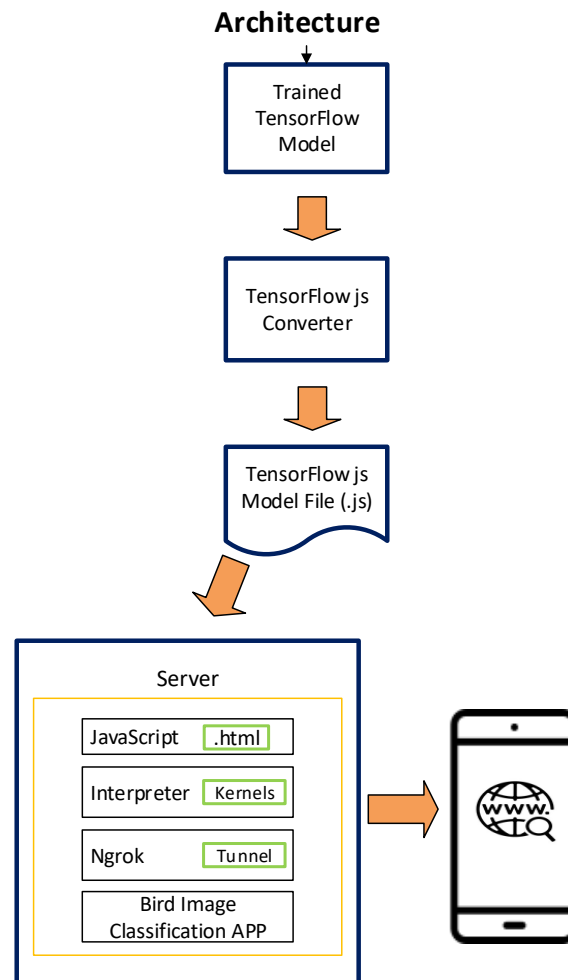 Architecture
Trained
TensorFlow
Model
TensorFlow js
Converter
TensorFlow js
Model File (.js)
Server
JavaScript .html
Interpreter Kernels
Ngrok Tunnel
Bird Image
Classification APP
www.